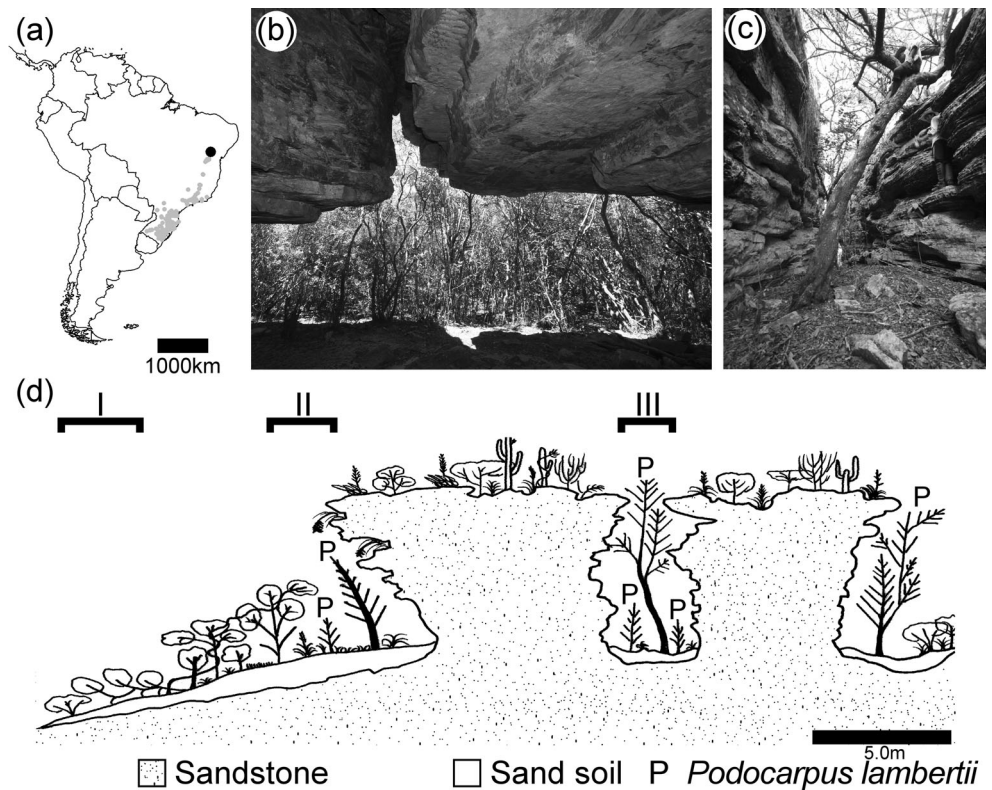 (a)
(b)
(c)
1000km
(d)
I II III
P
P
P
P
P
P
5.0m
Sandstone Sand soil P Podocarpus lambertii